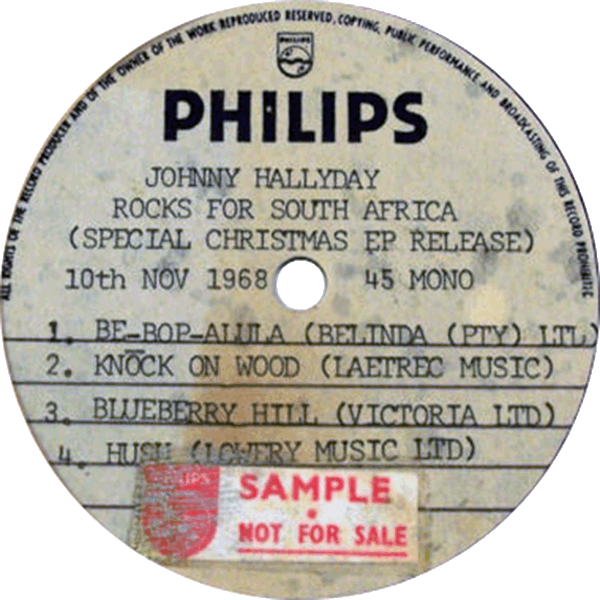 ALL RIGHTS OF THE RECORD PRODUCER AND OF THE OWNER OF THE WORK REPRODUCED RESERVED, COPYING, PUBLIC PERFORMANCE AND BROADCASTING OF THIS RECORD PROHIBITED
PHILIPS
PHILIPS
JOHNNY HALLYDAY
ROCKS FOR SOUTH AFRICA
(SPECIAL CHRISTMAS EP RELEASE)
10th NOV 1968 45 MONO
1. BE-BOP-ALULA (BELINDA (PTY) LTL)
2. KNOCK ON WOOD (LAETREC MUSIC)
3. BLUEBERRY HILL (VICTORIA LTD)
4. HUSH (LOWERY MUSIC LTD)
PHILIPS
SAMPLE
NOT FOR SALE